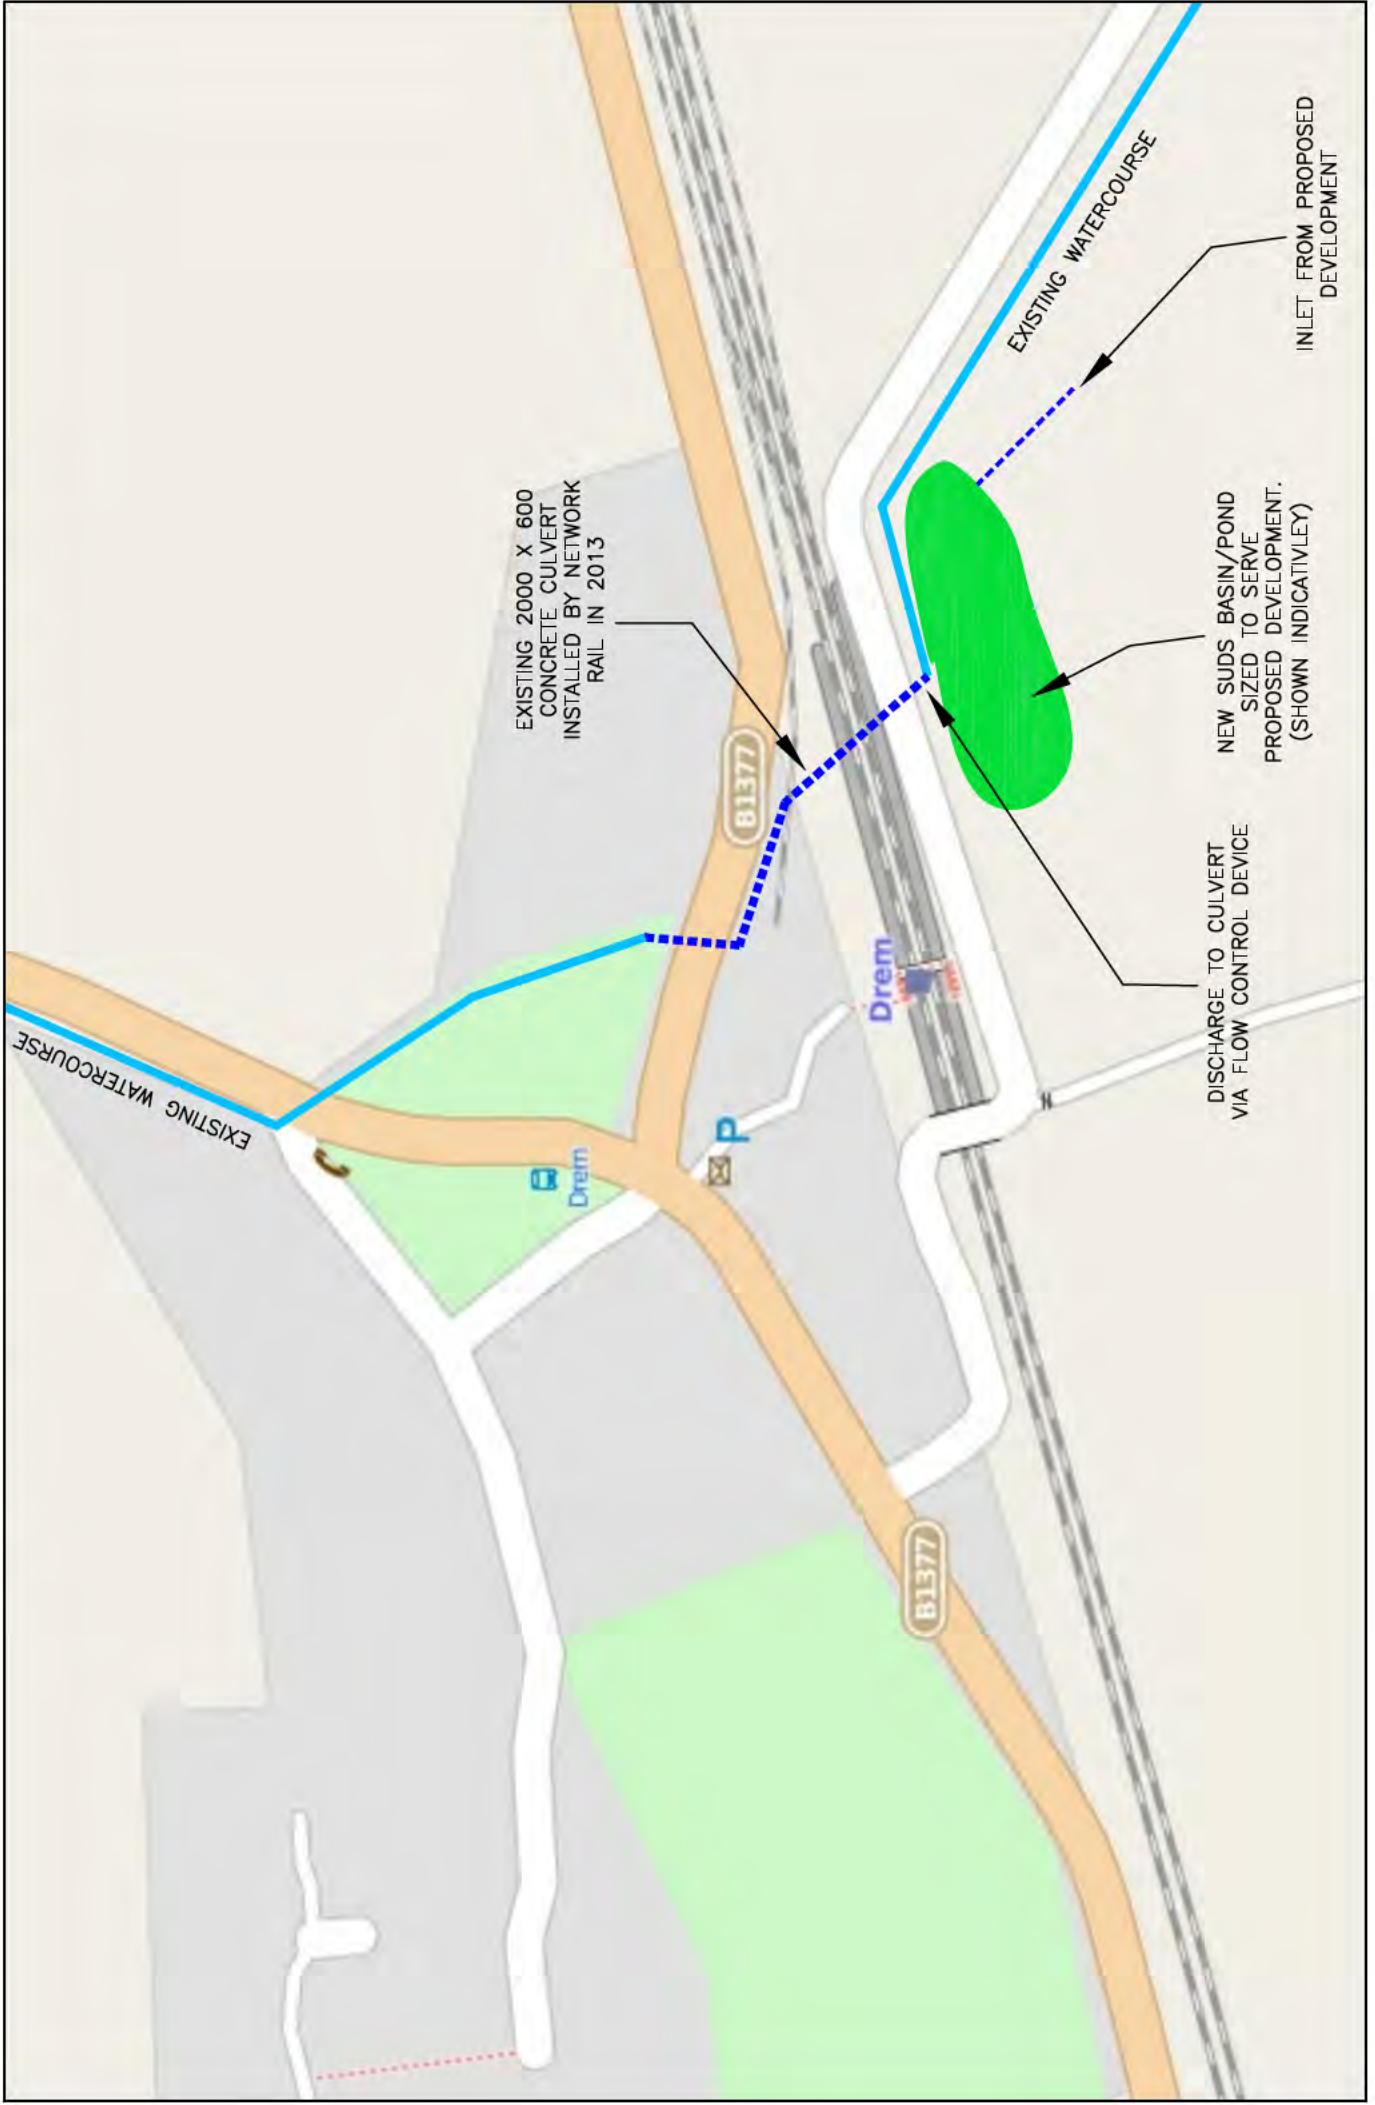 EXISTING WATERCOURSE
EXISTING 2000 X 600
CONCRETE CULVERT
INSTALLED BY NETWORK
RAIL IN 2013
B1377
Drem
P
Drem
B1377
EXISTING WATERCOURSE
INLET FROM PROPOSED
DEVELOPMENT
NEW SUDS BASIN/POND
SIZED TO SERVE
PROPOSED DEVELOPMENT.
(SHOWN INDICATIVLEY)
DISCHARGE TO CULVERT
VIA FLOW CONTROL DEVICE